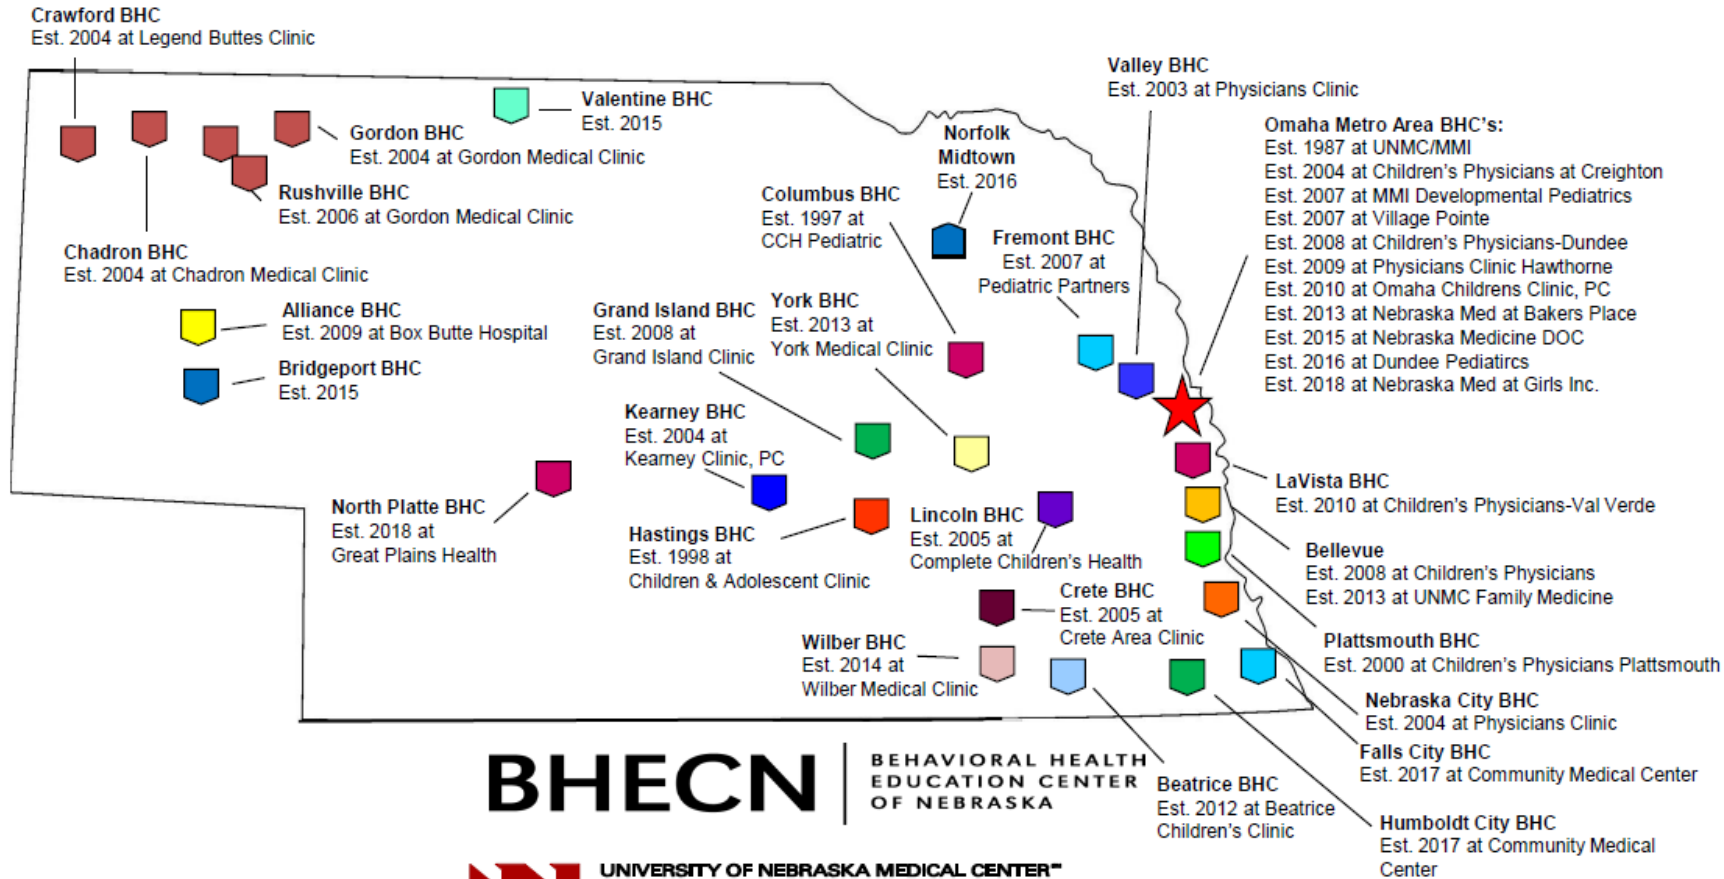 Crawford BHC
Est. 2004 at Legend Buttes Clinic
Valley BHC
Est. 2003 at Physicians Clinic
Valentine BHC
Est. 2015
Gordon BHC
Est. 2004 at Gordon Medical Clinic
Rushville BHC
Est. 2006 at Gordon Medical Clinic
Chadron BHC
Est. 2004 at Chadron Medical Clinic
Norfolk
Midtown
Est. 2016
Columbus BHC
Est. 1997 at
CCH Pediatric
Fremont BHC
Est. 2007 at
Pediatric Partners
Omaha Metro Area BHC's:
Est. 1987 at UNMC/MMI
Est. 2004 at Children's Physicians at Creighton
Est. 2007 at MMI Developmental Pediatrics
Est. 2007 at Village Pointe
Est. 2008 at Children's Physicians-Dundee
Est. 2009 at Physicians Clinic Hawthorne
Est. 2010 at Omaha Childrens Clinic, PC
Est. 2013 at Nebraska Med at Bakers Place
Est. 2015 at Nebraska Medicine DOC
Est. 2016 at Dundee Pediatircs
Est. 2018 at Nebraska Med at Girls Inc.
Alliance BHC
Est. 2009 at Box Butte Hospital
Bridgeport BHC
Est. 2015
Grand Island BHC
Est. 2008 at
Grand Island Clinic
York BHC
Est. 2013 at
York Medical Clinic
Kearney BHC
Est. 2004 at
Kearney Clinic, PC
North Platte BHC
Est. 2018 at
Great Plains Health
Hastings BHC
Est. 1998 at
Children & Adolescent Clinic
Lincoln BHC
Est. 2005 at
Complete Children's Health
LaVista BHC
Est. 2010 at Children's Physicians-Val Verde
Bellevue
Est. 2008 at Children's Physicians
Est. 2013 at UNMC Family Medicine
Crete BHC
Est. 2005 at
Crete Area Clinic
Wilber BHC
Est. 2014 at
Wilber Medical Clinic
Plattsmouth BHC
Est. 2000 at Children's Physicians Plattsmouth
Nebraska City BHC
Est. 2004 at Physicians Clinic
Falls City BHC
Est. 2017 at Community Medical Center
Beatrice BHC
Est. 2012 at Beatrice
Children's Clinic
Humboldt City BHC
Est. 2017 at Community Medical
Center
BHECN
BEHAVIORAL HEALTH
EDUCATION CENTER
OF NEBRASKA
UNIVERSITY OF NEBRASKA MEDICAL CENTER℠